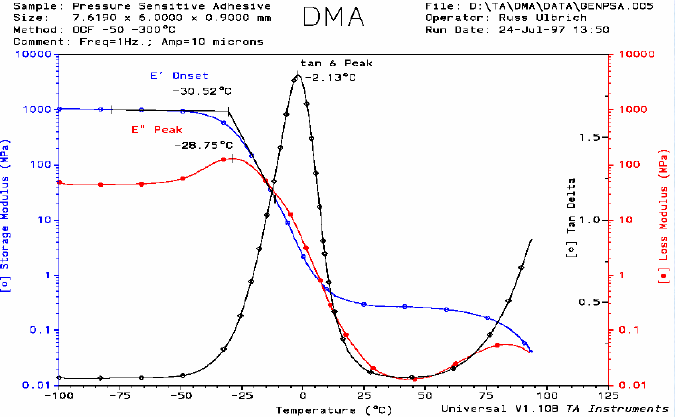 Sample: Pressure Sensitive Adhesive
Size: 7.6190 x 6.0000 x 0.9000 mm
Method: DCF -50 -300°C
Comment: Freq=1Hz.; Amp=10 microns
DMA
File: D:\TA\DMA\DATA\GENPSA.005
Operator: Russ Ulbrich
Run Date: 24-Jul-97 13:50
10000
1000
100
10
1
0.1
0.01
[o] Storage Modulus (MPa)
E' Onset
-30.52°C
E" Peak
-28.75°C
tan δ Peak
-2.13°C
1.5
1.0
0.5
[o] Tan Delta
10000
1000
100
10
1
0.1
0.01
[■] Loss Modulus (MPa)
-100 -75 -50 -25 0 25 50 75 100 125
Temperature (°C)
Universal V1.10B TA Instruments